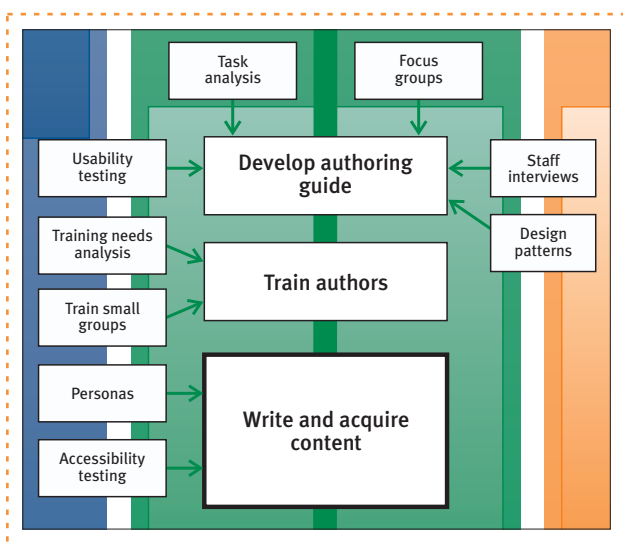 Task
analysis
Focus
groups
Usability
testing
Develop authoring
guide
Staff
interviews
Training needs
analysis
Design
patterns
Train authors
Train small
groups
Personas
Write and acquire
content
Accessibility
testing